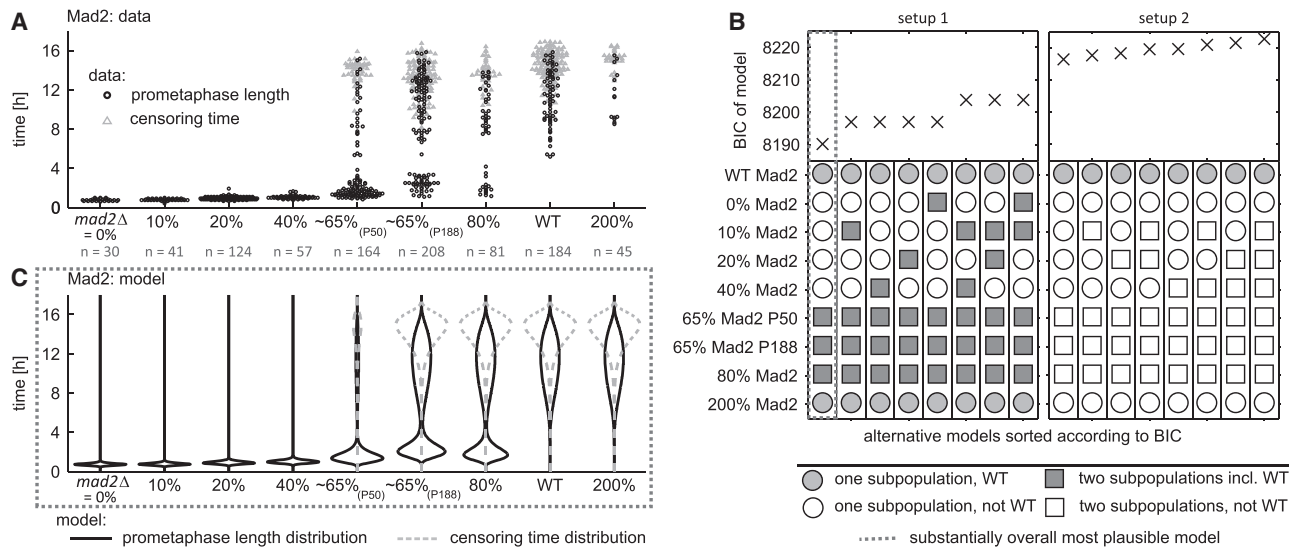 A
Mad2: data
16
12
8
4
0
time [h]
data:
prometaphase length
censoring time
mad2Δ = 0%
10%
20%
40%
~65% (P50)
~65% (P188)
80%
WT
200%
n = 30
n = 41
n = 124
n = 57
n = 164
n = 208
n = 81
n = 184
n = 45
C
Mad2: model
16
12
8
4
0
time [h]
mad2Δ = 0%
10%
20%
40%
~65% (P50)
~65% (P188)
80%
WT
200%
model:
prometaphase length distribution
censoring time distribution
B
setup 1
setup 2
8220
8210
8200
8190
BIC of model
WT Mad2
0% Mad2
10% Mad2
20% Mad2
40% Mad2
65% Mad2 P50
65% Mad2 P188
80% Mad2
200% Mad2
alternative models sorted according to BIC
one subpopulation, WT
two subpopulations incl. WT
one subpopulation, not WT
two subpopulations, not WT
substantially overall most plausible model